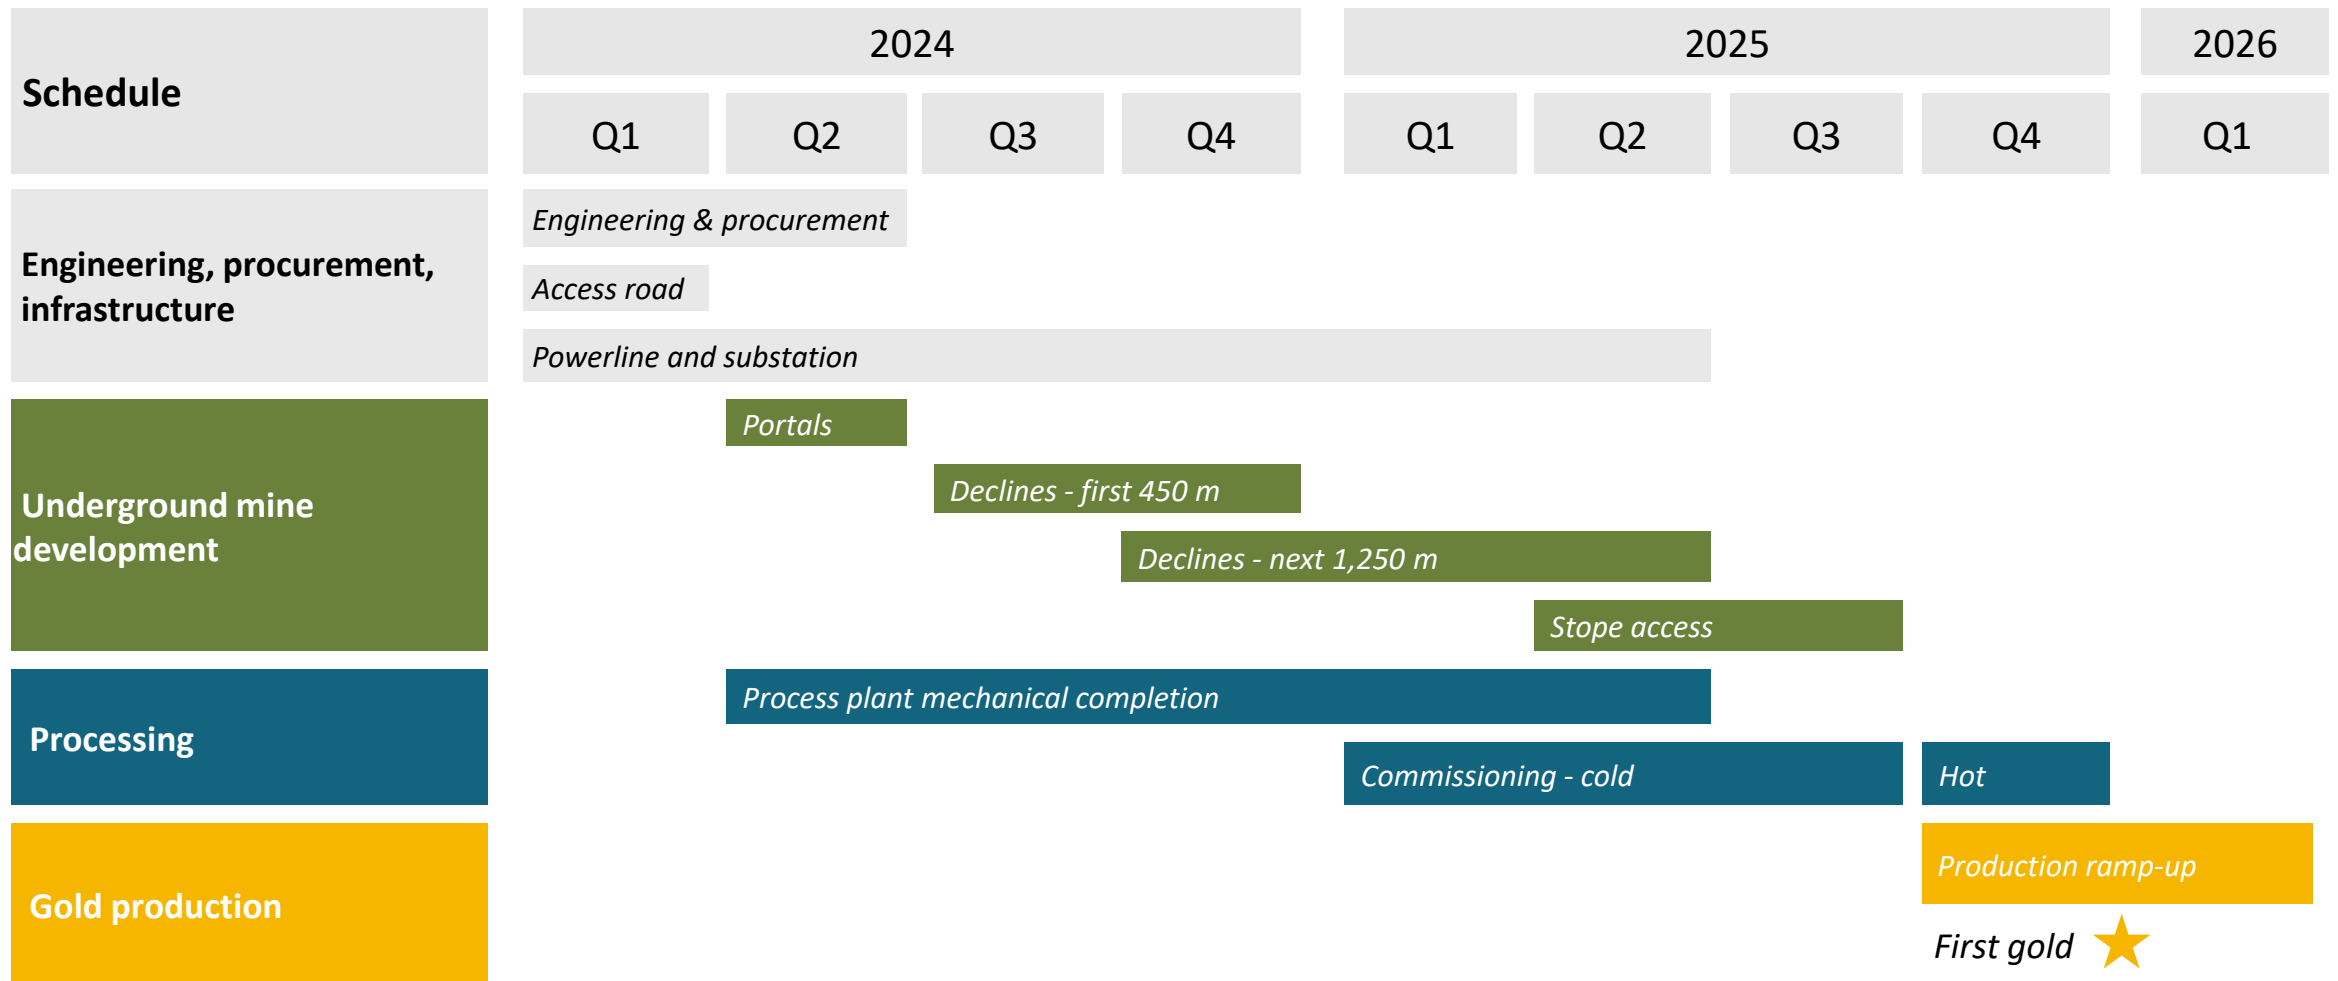 Schedule
2024
2025
2026
Q1
Q2
Q3
Q4
Q1
Q2
Q3
Q4
Q1
Engineering, procurement,
infrastructure
Engineering & procurement
Access road
Powerline and substation
Underground mine
development
Portals
Declines - first 450 m
Declines - next 1,250 m
Stope access
Processing
Process plant mechanical completion
Commissioning - cold
Hot
Gold production
Production ramp-up
First gold